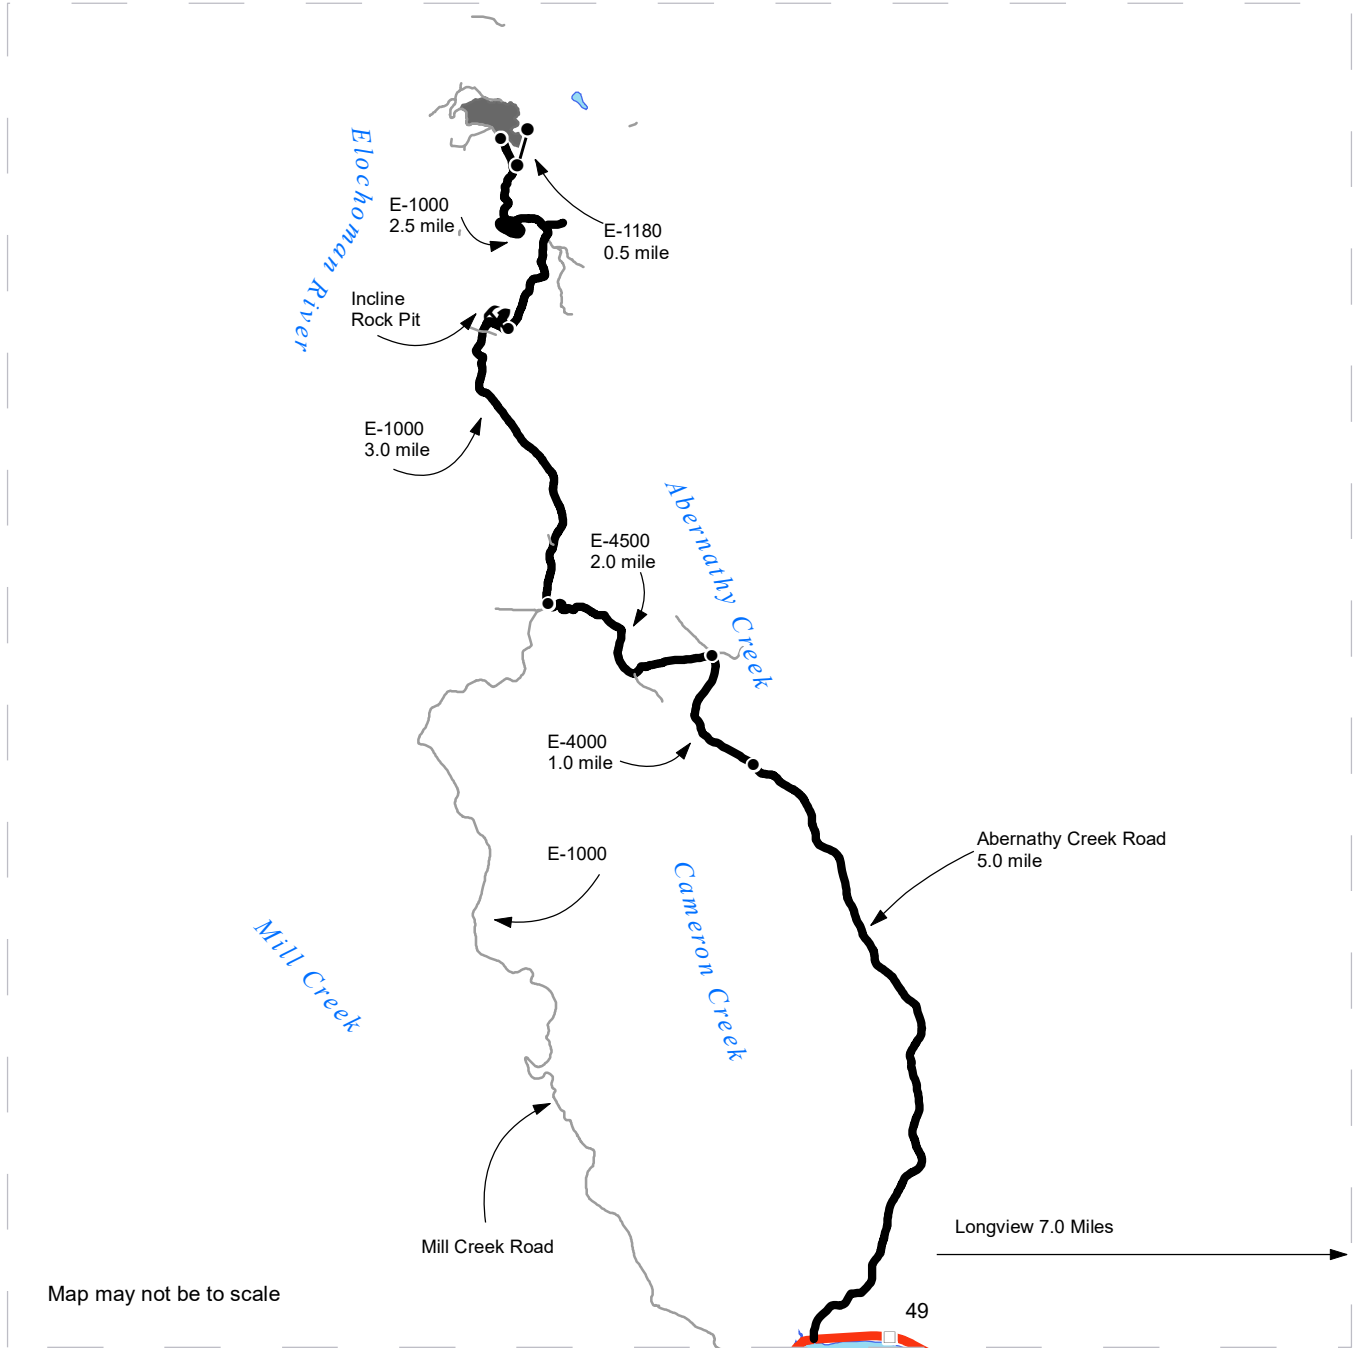 Elochoman River
E-1000
2.5 mile
E-1180
0.5 mile
Incline
Rock Pit
E-1000
3.0 mile
Abernathy Creek
E-4500
2.0 mile
E-4000
1.0 mile
Abernathy Creek Road
5.0 mile
E-1000
Cameron Creek
Mill Creek
Longview 7.0 Miles
Mill Creek Road
Map may not be to scale
49